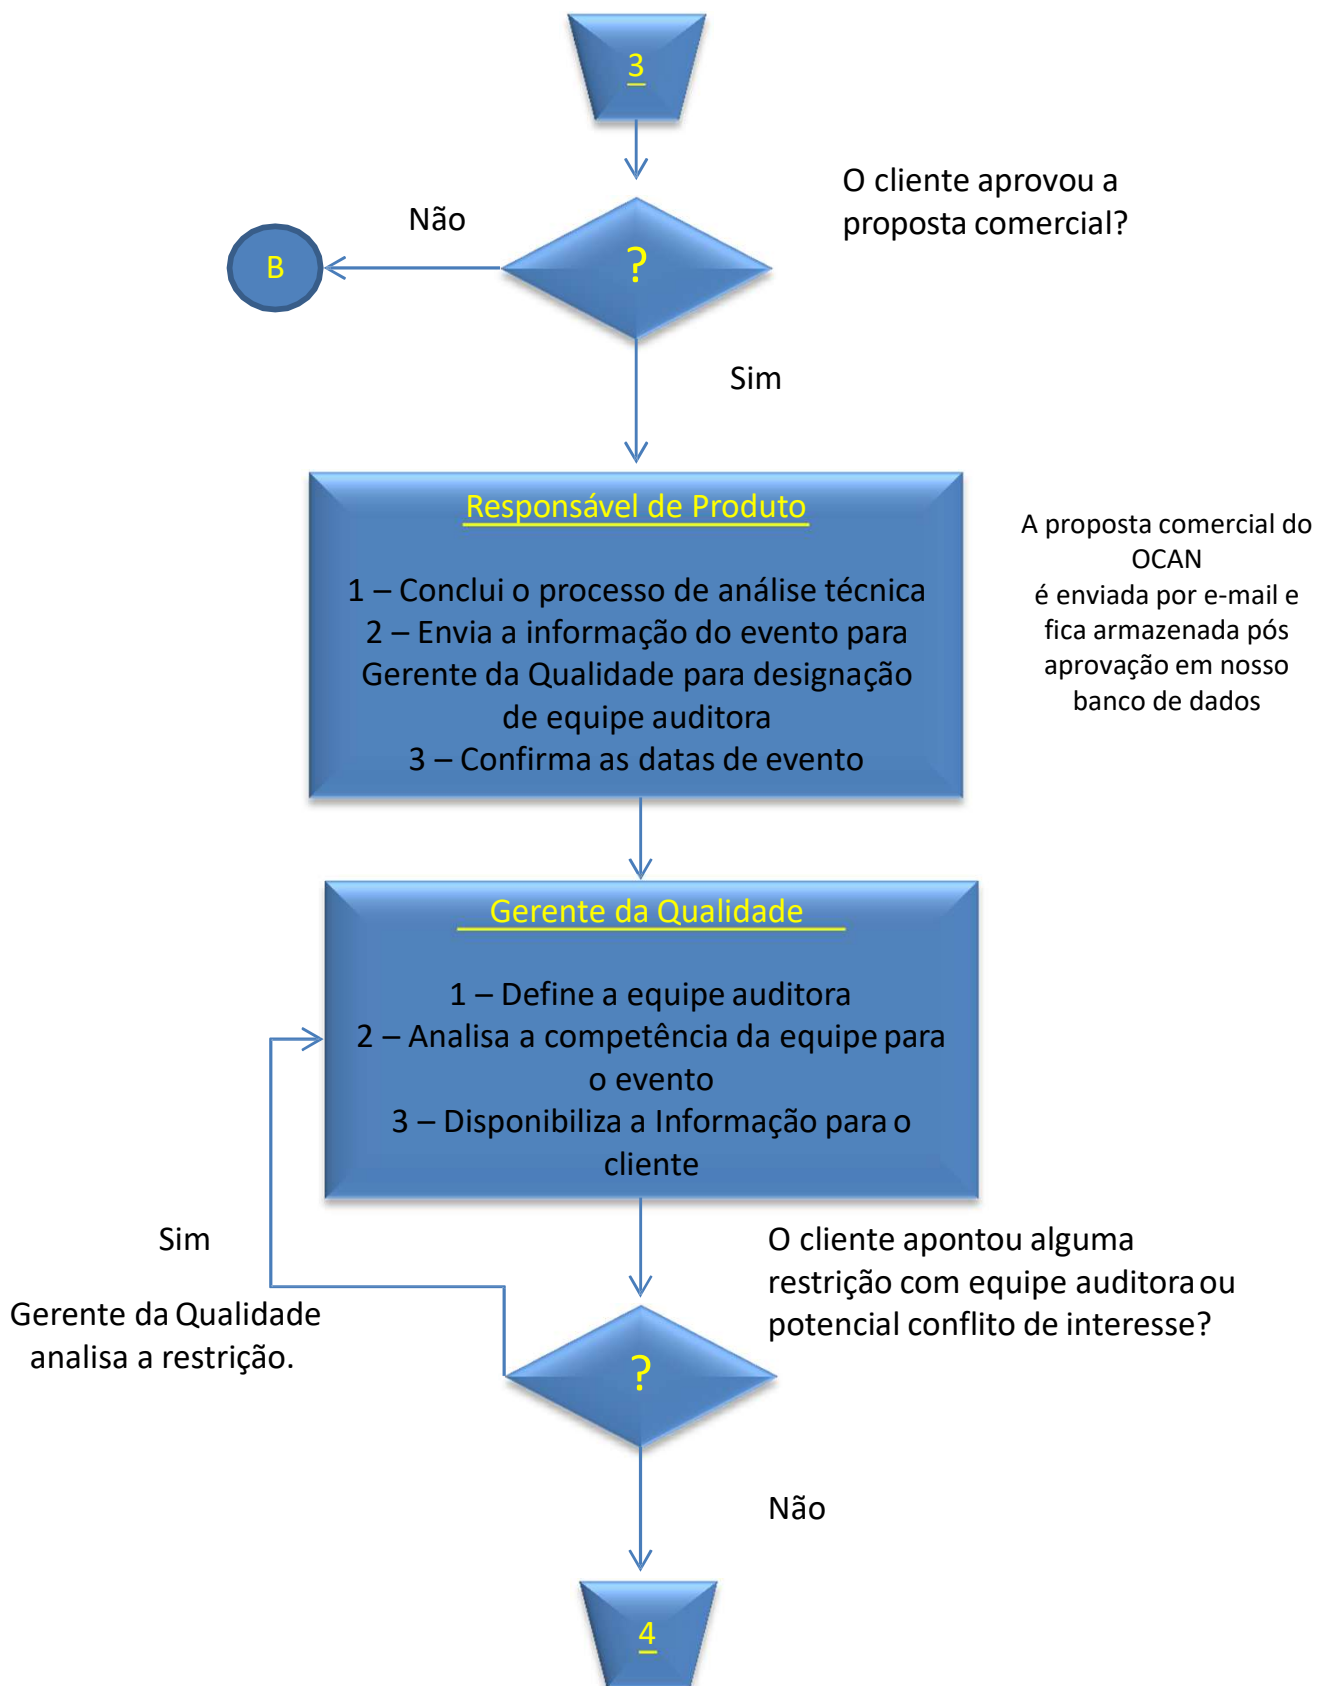 3
O cliente aprovou a
proposta comercial?
Não
B
?
Sim
Responsável de Produto
1 – Conclui o processo de análise técnica
2 – Envia a informação do evento para
Gerente da Qualidade para designação
de equipe auditora
3 – Confirma as datas de evento
A proposta comercial do
OCAN
é enviada por e-mail e
fica armazenada pós
aprovação em nosso
banco de dados
Gerente da Qualidade
1 – Define a equipe auditora
2 – Analisa a competência da equipe para
o evento
3 – Disponibiliza a Informação para o
cliente
Sim
Gerente da Qualidade
analisa a restrição.
O cliente apontou alguma
restrição com equipe auditora ou
potencial conflito de interesse?
?
Não
4